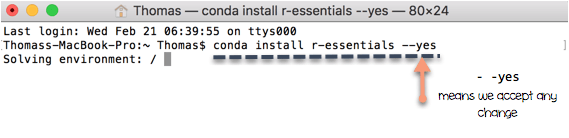 Thomas — conda install r-essentials --yes — 80×24
Last login: Wed Feb 21 06:39:55 on ttys000
[Thomass-MacBook-Pro:~ Thomas$ conda install r-essentials --yes ]
Solving environment: /
- -yes
means we accept any
change